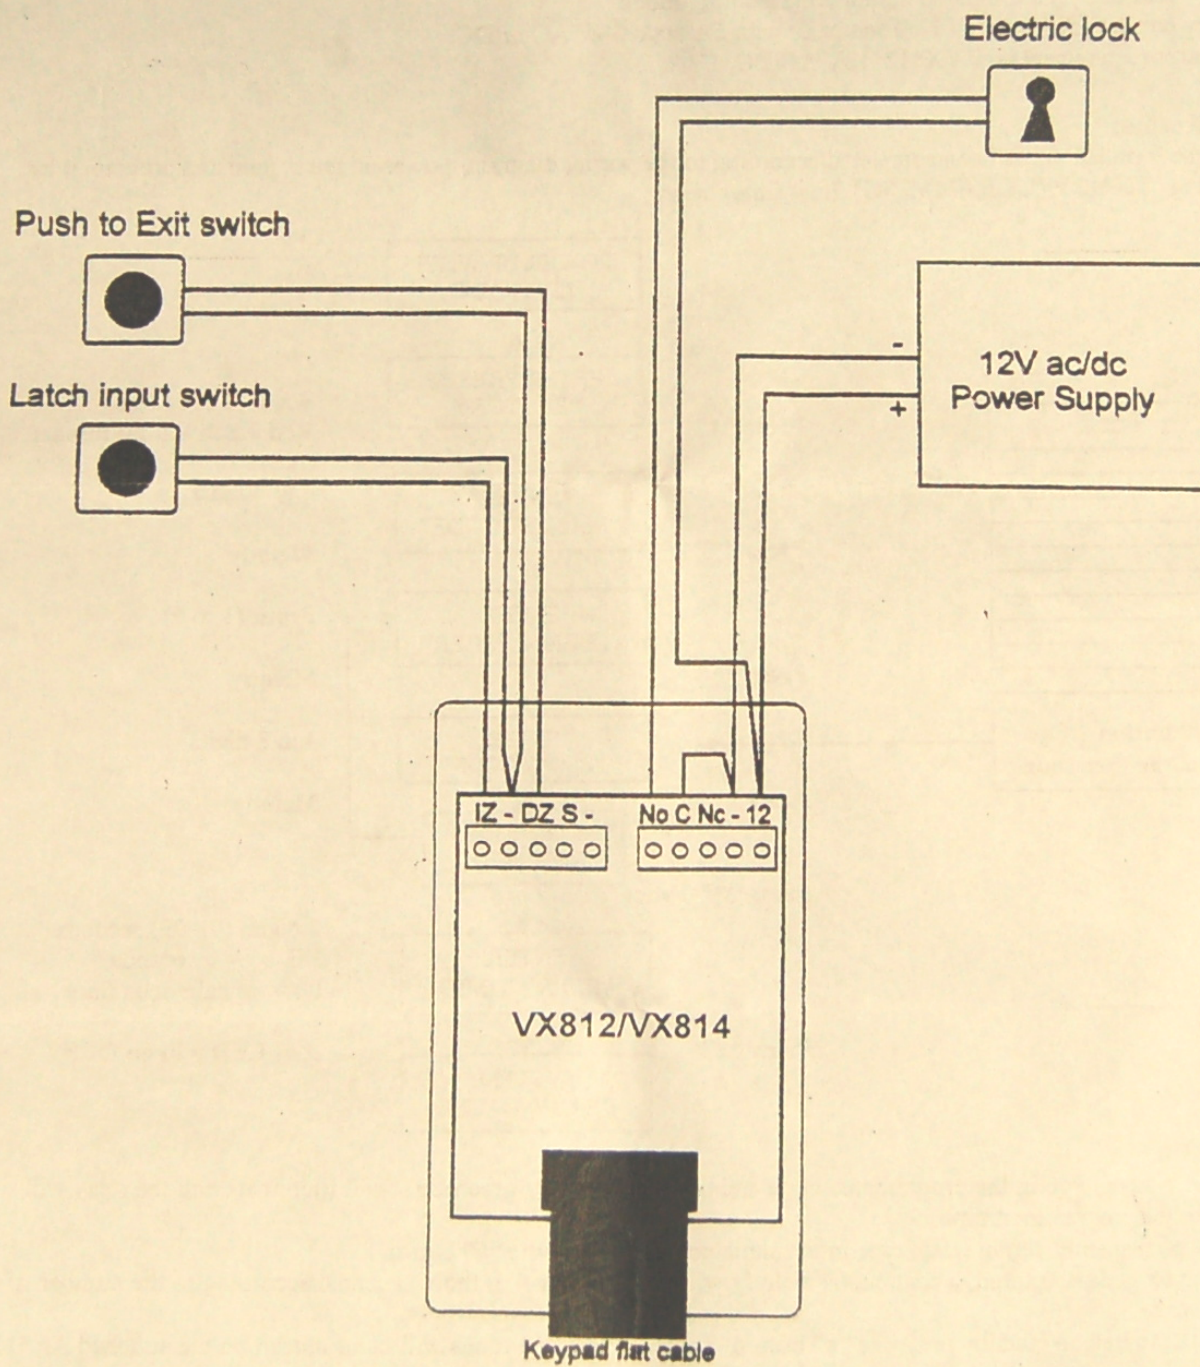 Electric lock
Push to Exit switch
-
12V ac/dc
Power Supply
+
Latch input switch
IZ - DZ S -
No C Nc - 12
VX812/VX814
Keypad flat cable